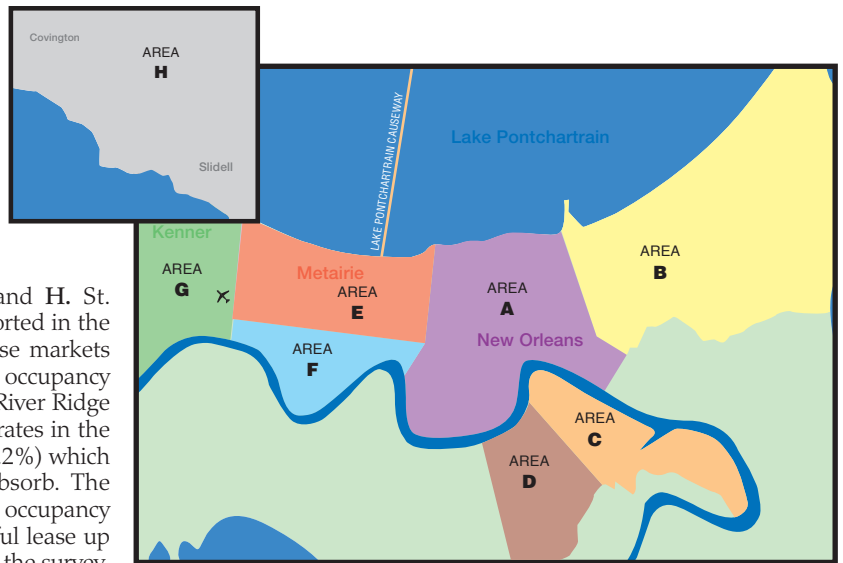 Covington
AREA
H
Slidell
LAKE PONTCHARTRAIN CAUSEWAY
Lake Pontchartrain
Kenner
AREA
G
Metairie
AREA
E
AREA
A
New Orleans
AREA
B
AREA
F
AREA
C
AREA
D
and H. St.
orted in the
se markets
occupancy
River Ridge
rates in the
2%) which
bsorb. The
occupancy
ful lease up
the survey.